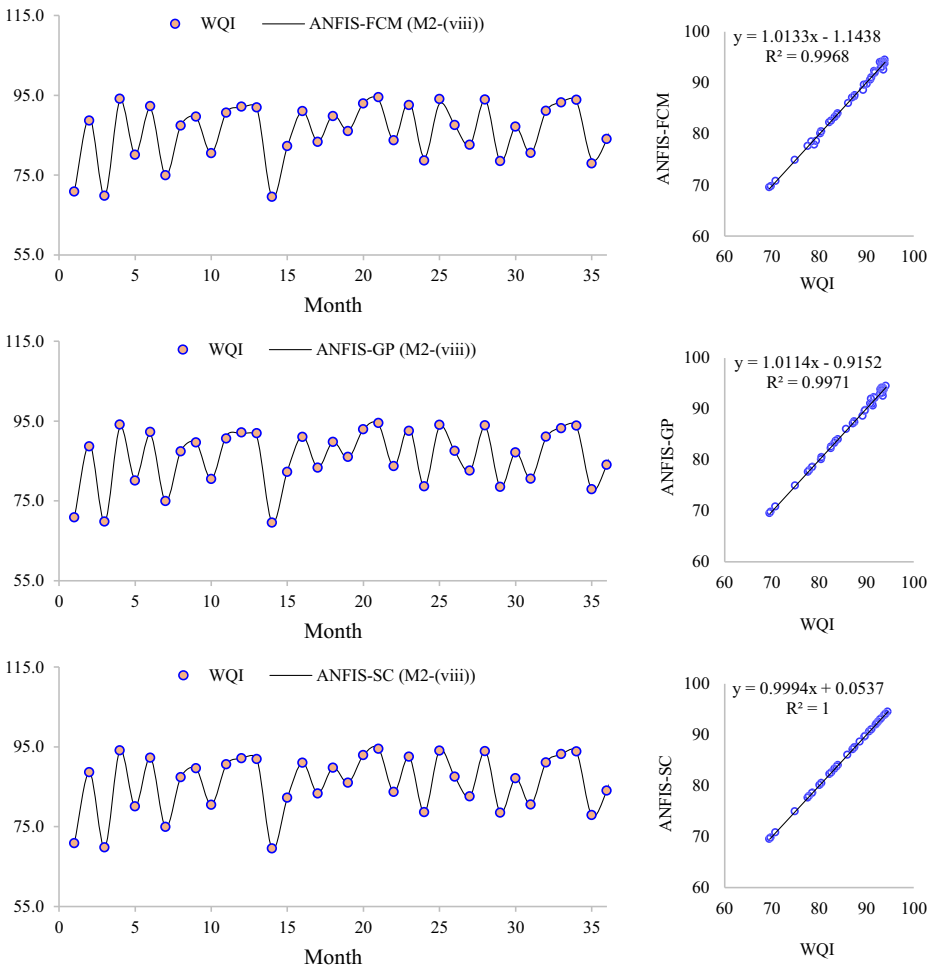 WQI ANFIS-FCM (M2-(viii))
115.0
95.0
75.0
55.0
0 5 10 15 20 25 30 35
Month
y = 1.0133x - 1.1438
R² = 0.9968
ANFIS-FCM
100
90
80
70
60
60 70 80 90 100
WQI
WQI ANFIS-GP (M2-(viii))
115.0
95.0
75.0
55.0
0 5 10 15 20 25 30 35
Month
y = 1.0114x - 0.9152
R² = 0.9971
ANFIS-GP
100
90
80
70
60
60 70 80 90 100
WQI
WQI ANFIS-SC (M2-(viii))
115.0
95.0
75.0
55.0
0 5 10 15 20 25 30 35
Month
y = 0.9994x + 0.0537
R² = 1
ANFIS-SC
100
90
80
70
60
60 70 80 90 100
WQI